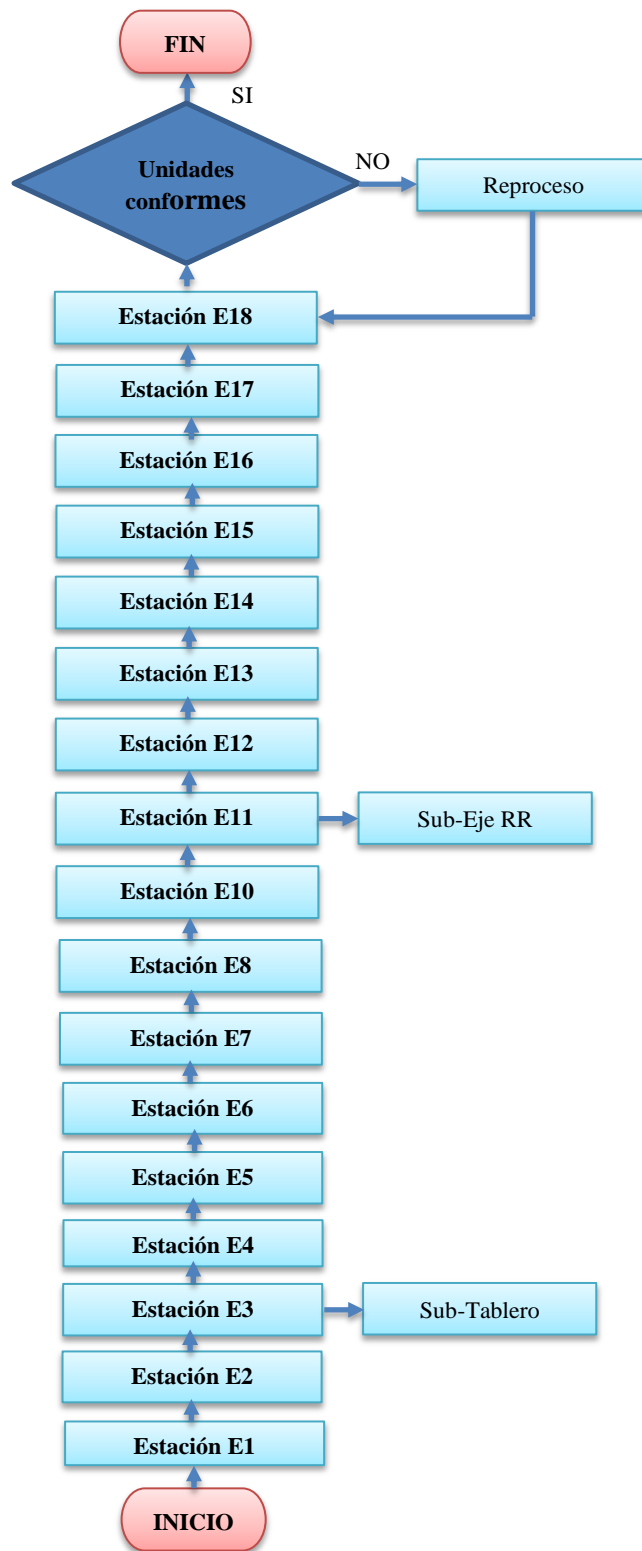 FIN
SI
Unidades
conformes
NO
Reproceso
Estación E18
Estación E17
Estación E16
Estación E15
Estación E14
Estación E13
Estación E12
Estación E11
Sub-Eje RR
Estación E10
Estación E8
Estación E7
Estación E6
Estación E5
Estación E4
Estación E3
Sub-Tablero
Estación E2
Estación E1
INICIO